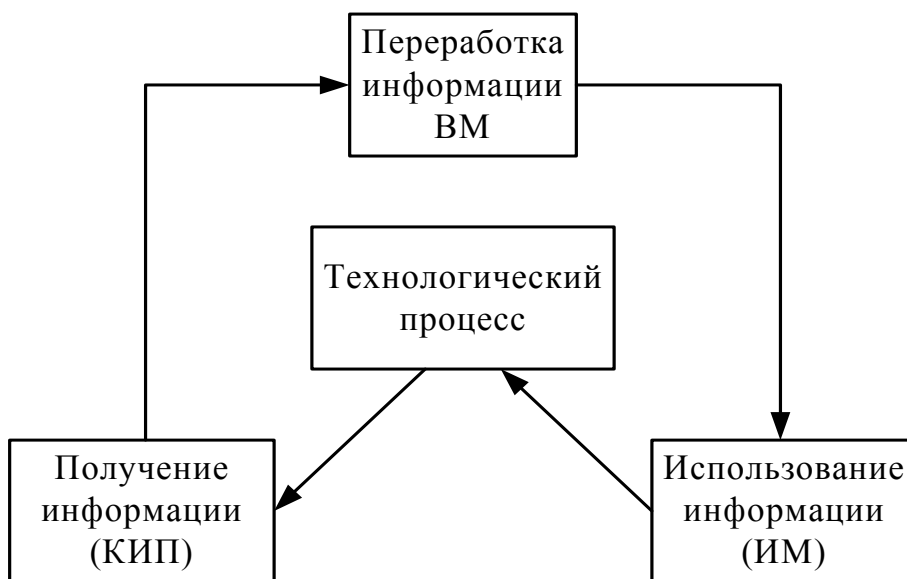 Переработка
информации
ВМ
Технологический
процесс
Получение
информации
(КИП)
Использование
информации
(ИМ)